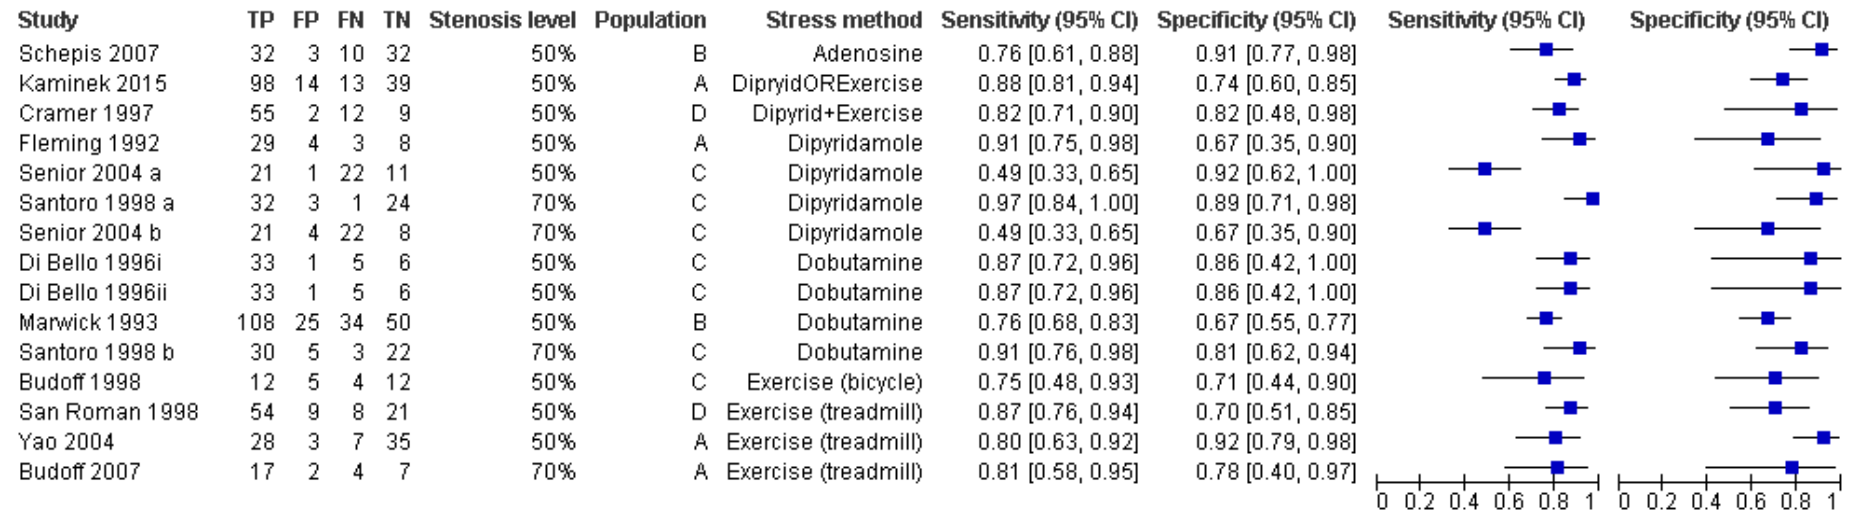 Study TP FP FN TN Stenosis level Population Stress method Sensitivity (95% CI) Specificity (95% CI) Sensitivity (95% CI) Specificity (95% CI)
Schepis 2007 32 3 10 32 50% B Adenosine 0.76 [0.61, 0.88] 0.91 [0.77, 0.98]
Kaminek 2015 98 14 13 39 50% A DipryidORExercise 0.88 [0.81, 0.94] 0.74 [0.60, 0.85]
Cramer 1997 55 2 12 9 50% D Dipyrid+Exercise 0.82 [0.71, 0.90] 0.82 [0.48, 0.98]
Fleming 1992 29 4 3 8 50% A Dipyridamole 0.91 [0.75, 0.98] 0.67 [0.35, 0.90]
Senior 2004 a 21 1 22 11 50% C Dipyridamole 0.49 [0.33, 0.65] 0.92 [0.62, 1.00]
Santoro 1998 a 32 3 1 24 70% C Dipyridamole 0.97 [0.84, 1.00] 0.89 [0.71, 0.98]
Senior 2004 b 21 4 22 8 70% C Dipyridamole 0.49 [0.33, 0.65] 0.67 [0.35, 0.90]
Di Bello 1996i 33 1 5 6 50% C Dobutamine 0.87 [0.72, 0.96] 0.86 [0.42, 1.00]
Di Bello 1996ii 33 1 5 6 50% C Dobutamine 0.87 [0.72, 0.96] 0.86 [0.42, 1.00]
Marwick 1993 108 25 34 50 50% B Dobutamine 0.76 [0.68, 0.83] 0.67 [0.55, 0.77]
Santoro 1998 b 30 5 3 22 70% C Dobutamine 0.91 [0.76, 0.98] 0.81 [0.62, 0.94]
Budoff 1998 12 5 4 12 50% C Exercise (bicycle) 0.75 [0.48, 0.93] 0.71 [0.44, 0.90]
San Roman 1998 54 9 8 21 50% D Exercise (treadmill) 0.87 [0.76, 0.94] 0.70 [0.51, 0.85]
Yao 2004 28 3 7 35 50% A Exercise (treadmill) 0.80 [0.63, 0.92] 0.92 [0.79, 0.98]
Budoff 2007 17 2 4 7 70% A Exercise (treadmill) 0.81 [0.58, 0.95] 0.78 [0.40, 0.97]
0 0.2 0.4 0.6 0.8 1 0 0.2 0.4 0.6 0.8 1